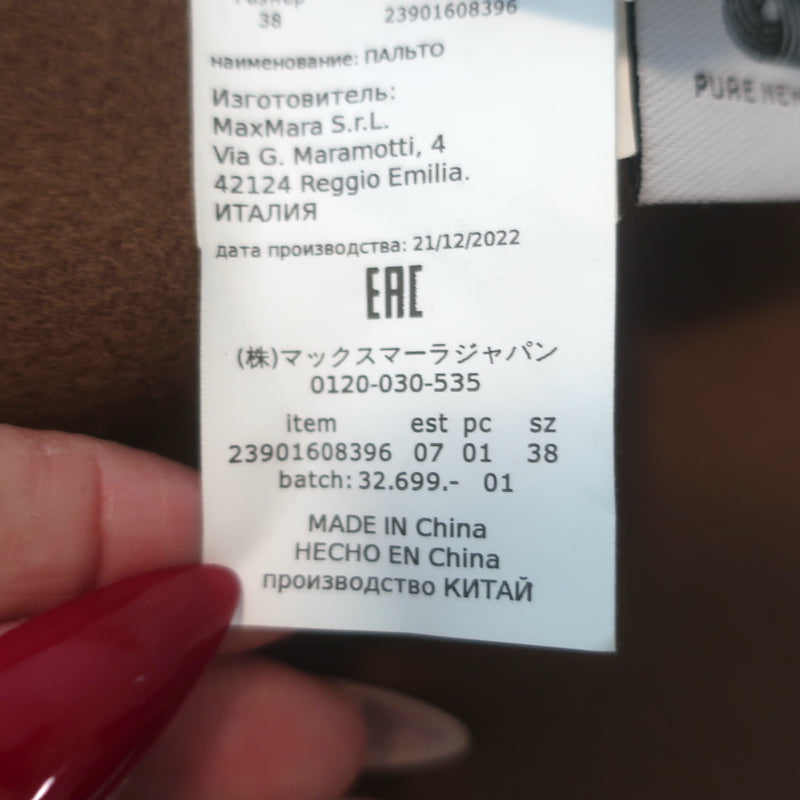 Размер
38 23901608396
наименование: ПАЛЬТО
Изготовитель:
MaxMara S.r.L.
Via G. Maramotti, 4
42124 Reggio Emilia.
ИТАЛИЯ
дата производства: 21/12/2022
EAC
(株)マックスマーラジャパン
0120-030-535
item est pc sz
23901608396 07 01 38
batch: 32.699.- 01
MADE IN China
HECHO EN China
производство КИТАЙ
PURE NEW